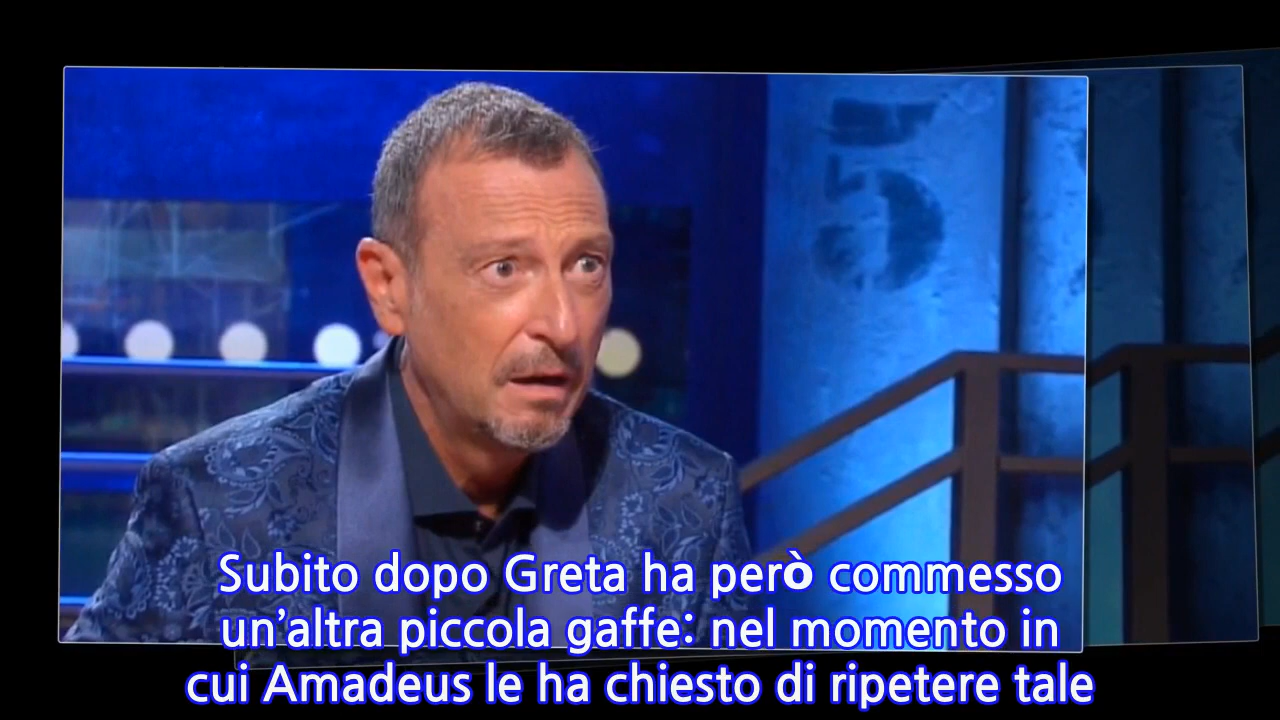 5
Subito dopo Greta ha però commesso
un'altra piccola gaffe: nel momento in
cui Amadeus le ha chiesto di ripetere tale